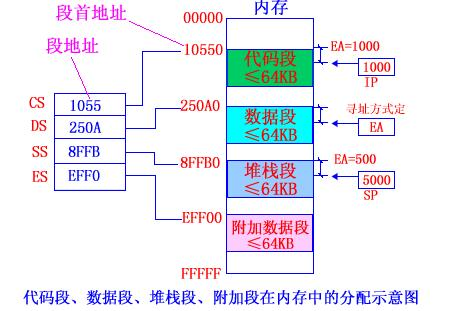 内存
段首地址
00000
段地址
10550
代码段
≤64KB
EA=1000
1000
IP
CS
1055
DS
250A
SS
8FFB
ES
EFF0
250A0
数据段
≤64KB
寻址方式定
EA
8FFB0
堆栈段
≤64KB
EA=500
5000
SP
EFF00
附加数据段
≤64KB
FFFFF
代码段、数据段、堆栈段、附加段在内存中的分配示意图